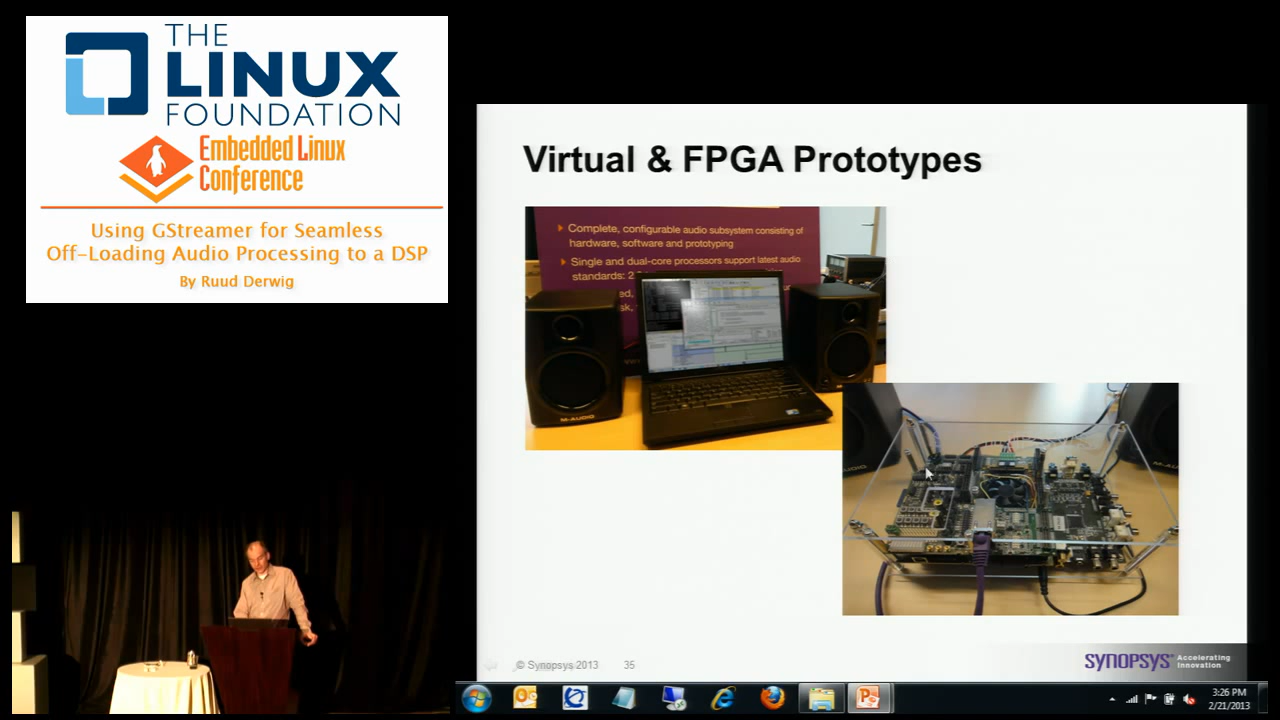 THE
LINUX
FOUNDATION
Embedded Linux
Conference
Using GStreamer for Seamless
Off-Loading Audio Processing to a DSP
By Ruud Derwig
Virtual & FPGA Prototypes
Complete, configurable audio subsystem consisting of
hardware, software and prototyping
Single and dual-core processors support latest audio
standards:
M-AUDIO
© Synopsys 2013 35
SYNOPSYS Accelerating
Innovation
3:26 PM
2/21/2013